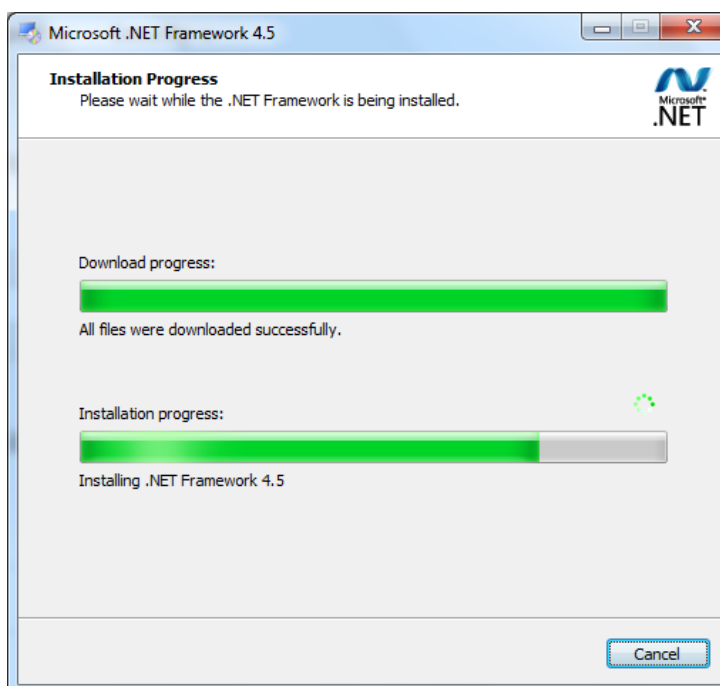 Microsoft .NET Framework 4.5
Installation Progress
Please wait while the .NET Framework is being installed.
Microsoft®
.NET
Download progress:
All files were downloaded successfully.
Installation progress:
Installing .NET Framework 4.5
Cancel